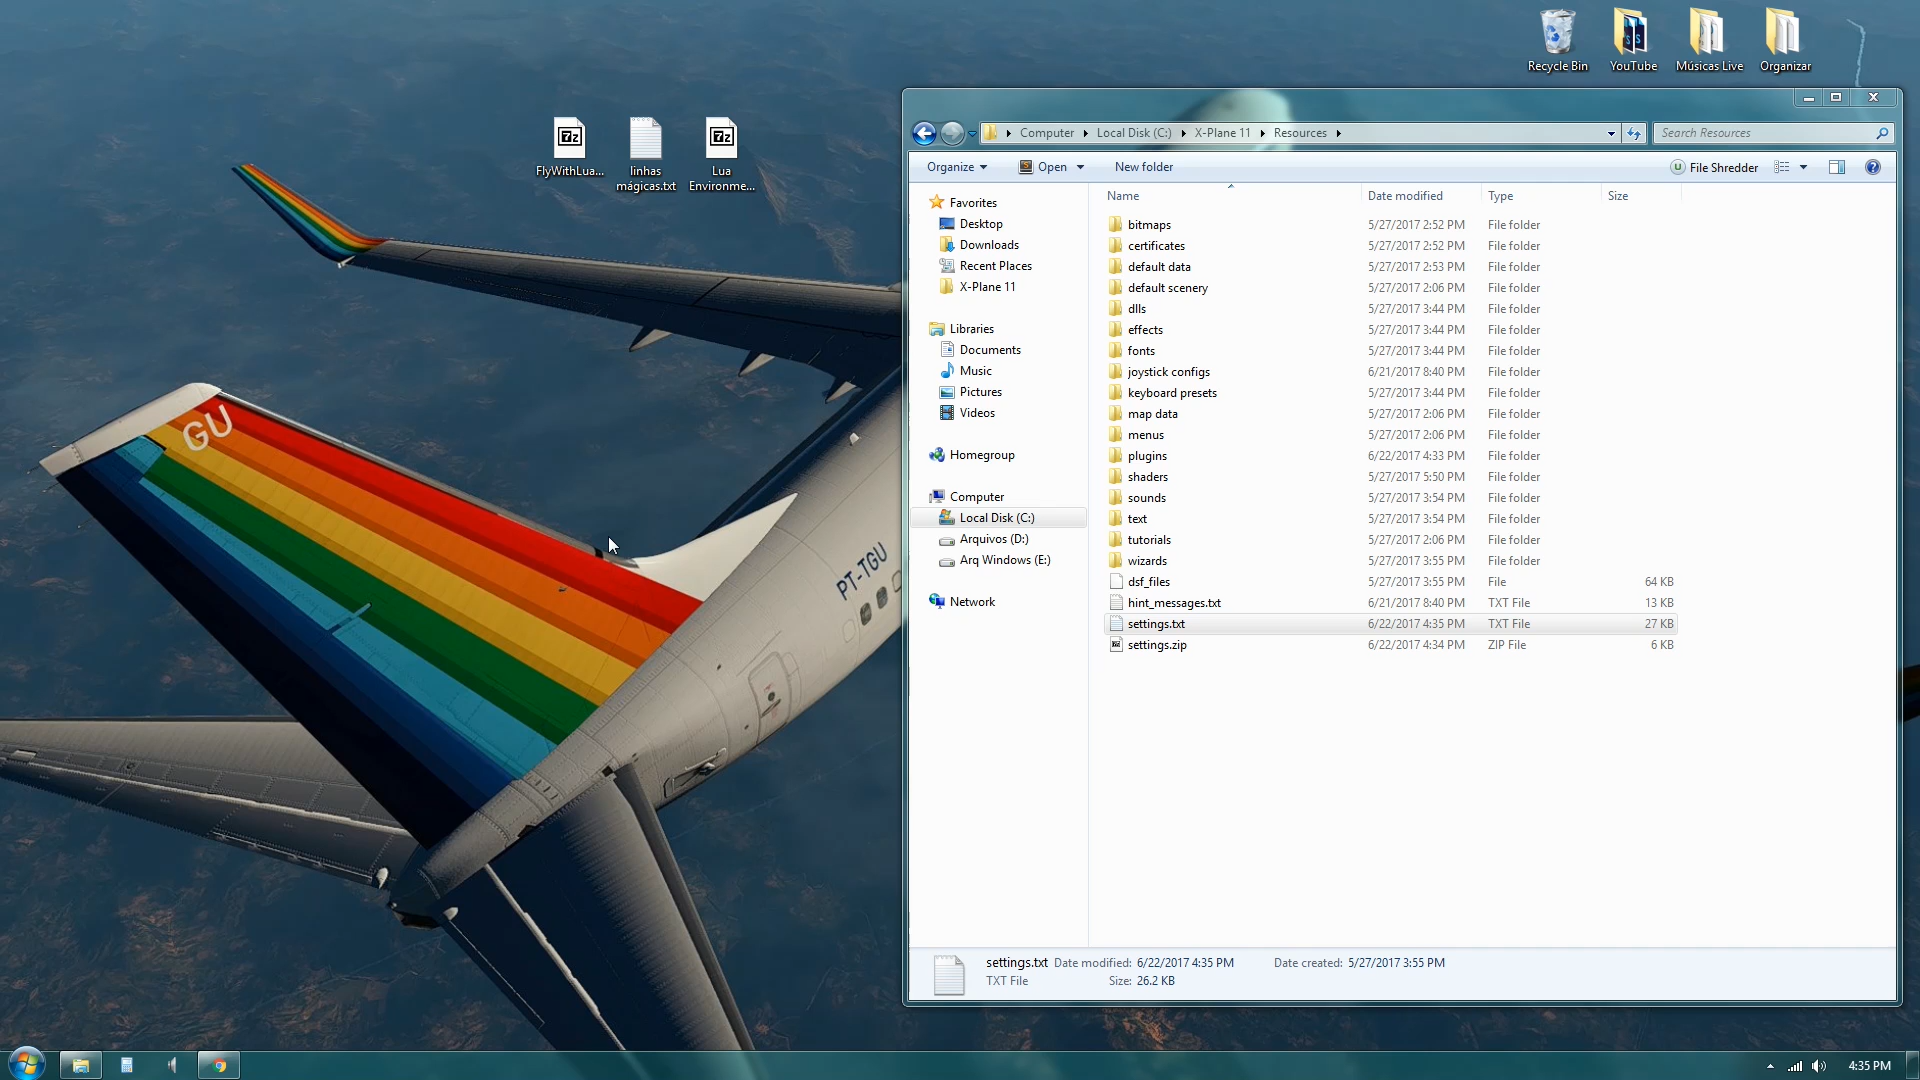 Recycle Bin
YouTube
Músicas Live
Organizar
FlyWithLua...
linhas
mágicas.txt
Lua
Environme...
GU
PT-TGU
Computer
Local Disk (C:)
X-Plane 11
Resources
Search Resources
Organize
Open
New folder
File Shredder
Favorites
Desktop
Downloads
Recent Places
X-Plane 11
Libraries
Documents
Music
Pictures
Videos
Homegroup
Computer
Local Disk (C:)
Arquivos (D:)
Arq Windows (E:)
Network
Name Date modified Type Size
bitmaps 5/27/2017 2:52 PM File folder
certificates 5/27/2017 2:52 PM File folder
default data 5/27/2017 2:53 PM File folder
default scenery 5/27/2017 2:06 PM File folder
dlls 5/27/2017 3:44 PM File folder
effects 5/27/2017 3:44 PM File folder
fonts 5/27/2017 3:44 PM File folder
joystick configs 6/21/2017 8:40 PM File folder
keyboard presets 5/27/2017 3:44 PM File folder
map data 5/27/2017 2:06 PM File folder
menus 5/27/2017 2:06 PM File folder
plugins 6/22/2017 4:33 PM File folder
shaders 5/27/2017 5:50 PM File folder
sounds 5/27/2017 3:54 PM File folder
text 5/27/2017 3:54 PM File folder
tutorials 5/27/2017 2:06 PM File folder
wizards 5/27/2017 3:55 PM File folder
dsf_files 5/27/2017 3:55 PM File 64 KB
hint_messages.txt 6/21/2017 8:40 PM TXT File 13 KB
settings.txt 6/22/2017 4:35 PM TXT File 27 KB
settings.zip 6/22/2017 4:34 PM ZIP File 6 KB
settings.txt Date modified: 6/22/2017 4:35 PM Date created: 5/27/2017 3:55 PM
TXT File Size: 26.2 KB
4:35 PM